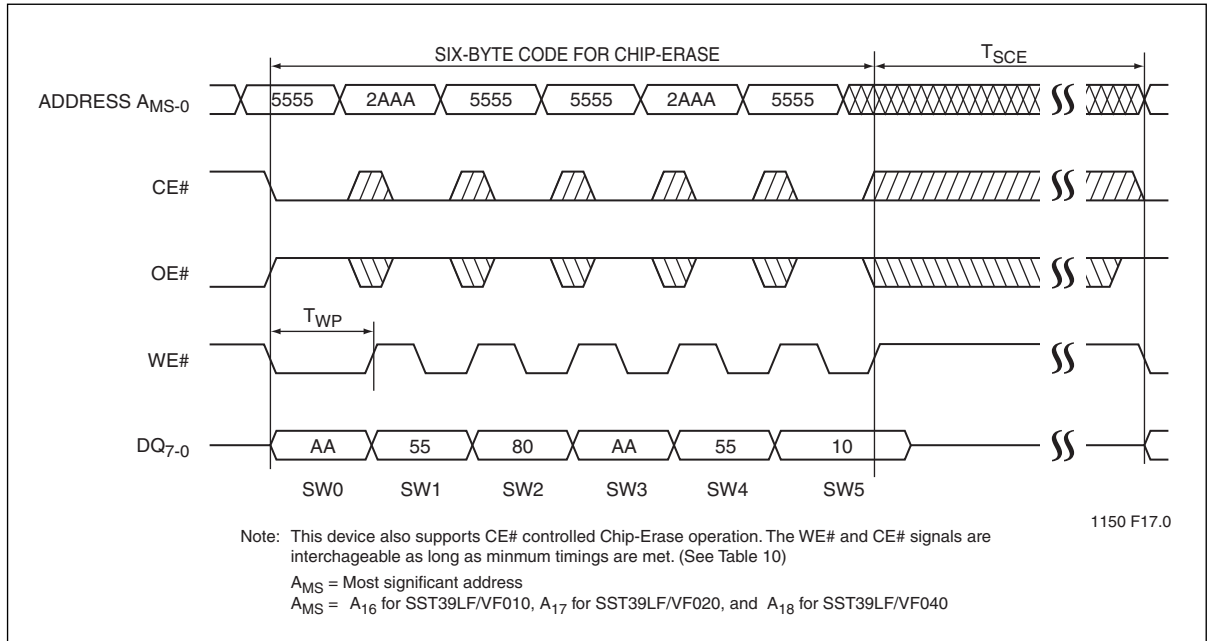 SIX-BYTE CODE FOR CHIP-ERASE TSCE
ADDRESS AMS-0 5555 2AAA 5555 5555 2AAA 5555
CE#
OE#
TWP
WE#
DQ7-0 AA 55 80 AA 55 10
SW0 SW1 SW2 SW3 SW4 SW5
1150 F17.0
Note: This device also supports CE# controlled Chip-Erase operation. The WE# and CE# signals are
interchageable as long as minmum timings are met. (See Table 10)
AMS = Most significant address
AMS = A16 for SST39LF/VF010, A17 for SST39LF/VF020, and A18 for SST39LF/VF040